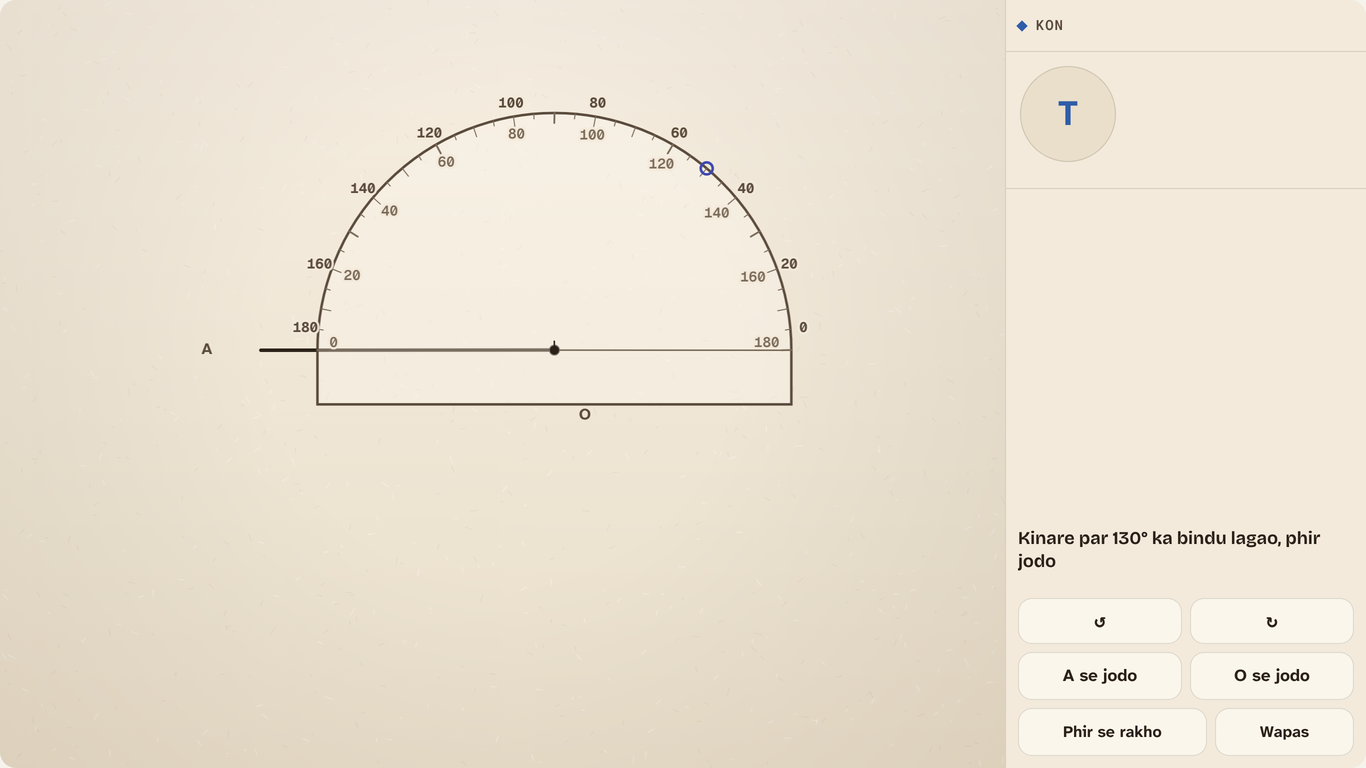 KON
T
100 80
120 80 100 60
60 120
140 40
40 140
160 20
20 160
180 0
A 0 180
O
Kinare par 130° ka bindu lagao, phir
jodo
↺ ↻
A se jodo O se jodo
Phir se rakho Wapas